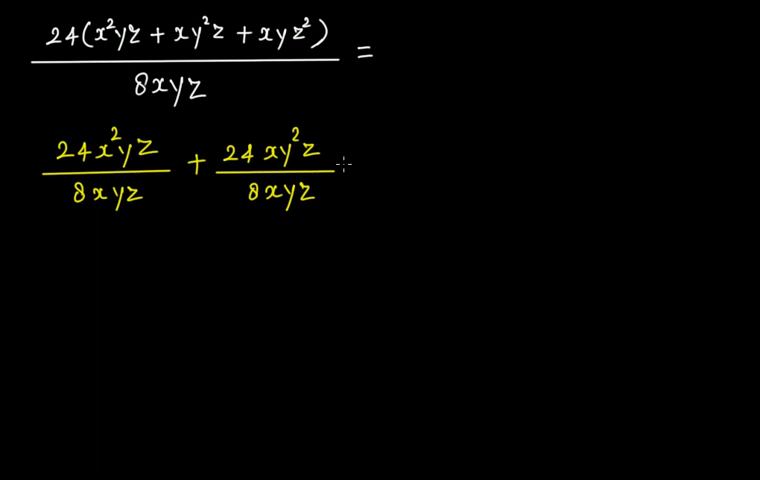 24(x²yz + xy²z + xyz²)
=
8xyz
24x²yz + 24xy²z
8xyz 8xyz